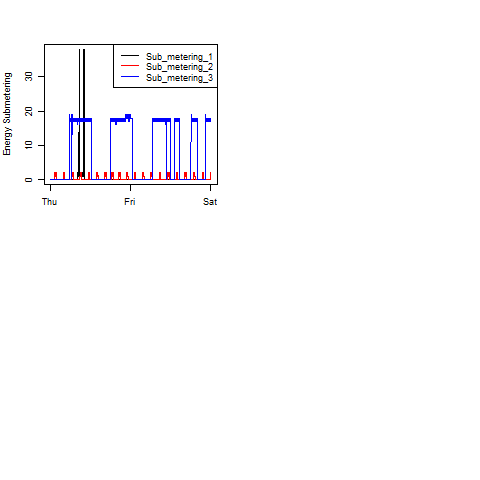 Energy Submetering
30
20
10
0
Sub_metering_1
Sub_metering_2
Sub_metering_3
Thu Fri Sat